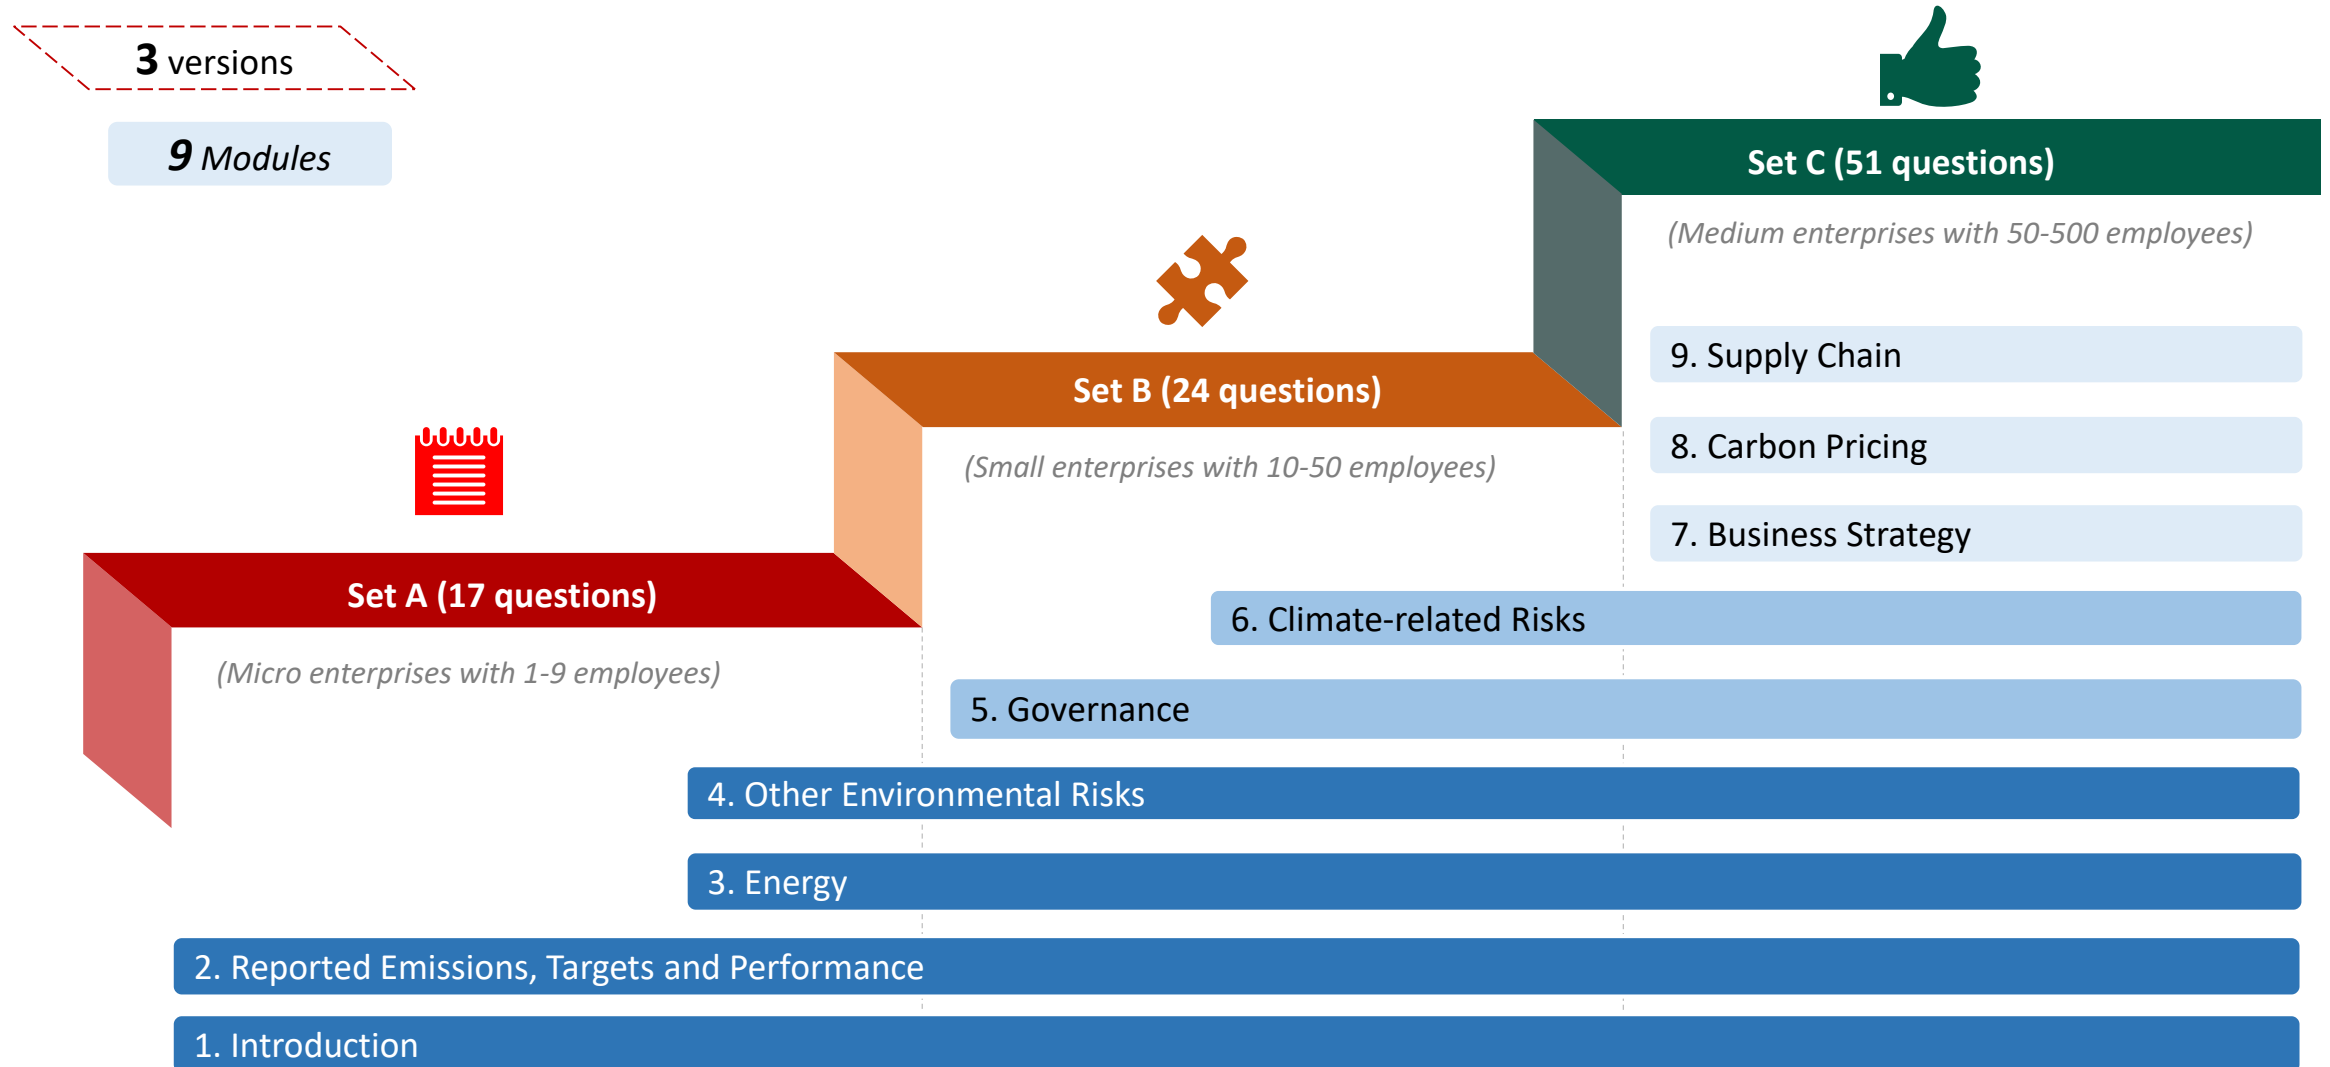 3 versions
9 Modules
Set C (51 questions)
(Medium enterprises with 50-500 employees)
9. Supply Chain
Set B (24 questions)
8. Carbon Pricing
(Small enterprises with 10-50 employees)
7. Business Strategy
Set A (17 questions)
6. Climate-related Risks
(Micro enterprises with 1-9 employees)
5. Governance
4. Other Environmental Risks
3. Energy
2. Reported Emissions, Targets and Performance
1. Introduction